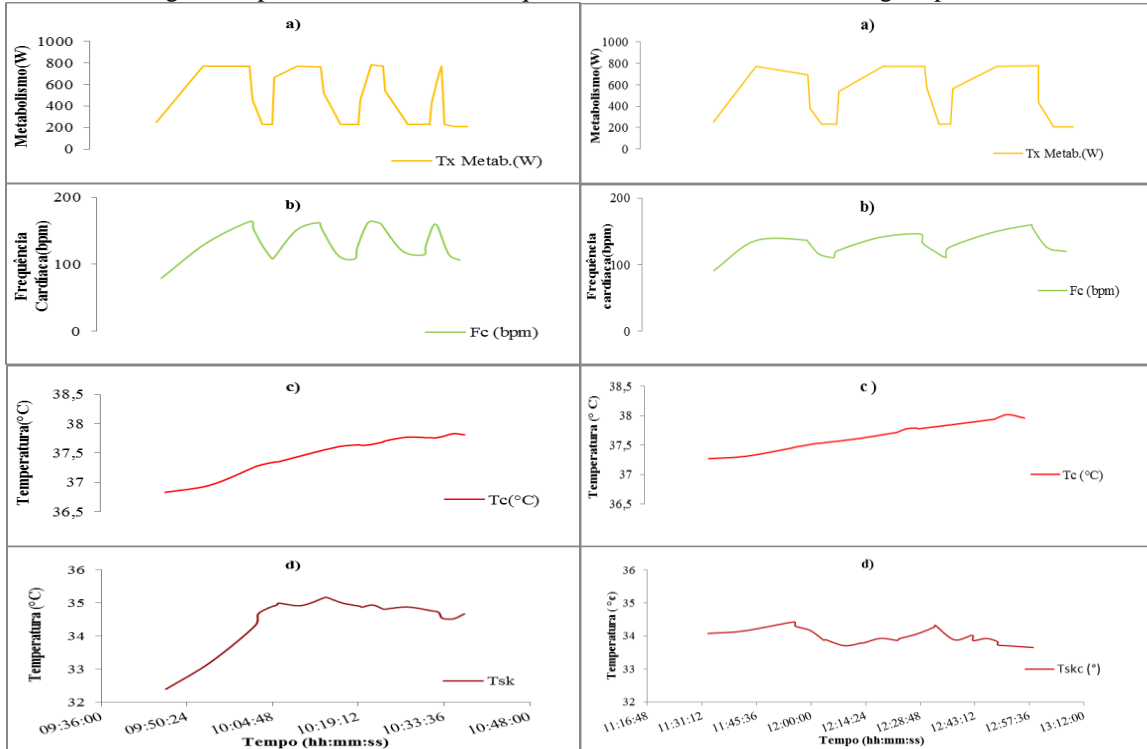 a)
Metabolismo(W)
1000
800
600
400
200
0
Tx Metab.(W)
b)
Frequência
Cardíaca(bpm)
200
100
0
Fc (bpm)
c)
Temperatura(°C)
38,5
38
37,5
37
36,5
Tc(°C)
d)
Temperatura (°C)
36
35
34
33
32
Tsk
09:36:00
09:50:24
10:04:48
10:19:12
10:33:36
10:48:00
Tempo (hh:mm:ss)
a)
Metabolismo(W)
1000
800
600
400
200
0
Tx Metab.(W)
b)
Frequência
cardíaca(bpm)
200
150
100
50
0
Fc (bpm)
c )
Temperatura (° C)
38,5
38
37,5
37
36,5
Tc (°C)
d)
Temperatura ( °c)
36
35
34
33
32
Tskc (°)
11:16:48
11:31:12
11:45:36
12:00:00
12:14:24
12:28:48
12:43:12
12:57:36
13:12:00
Tempo (hh:mm:ss)